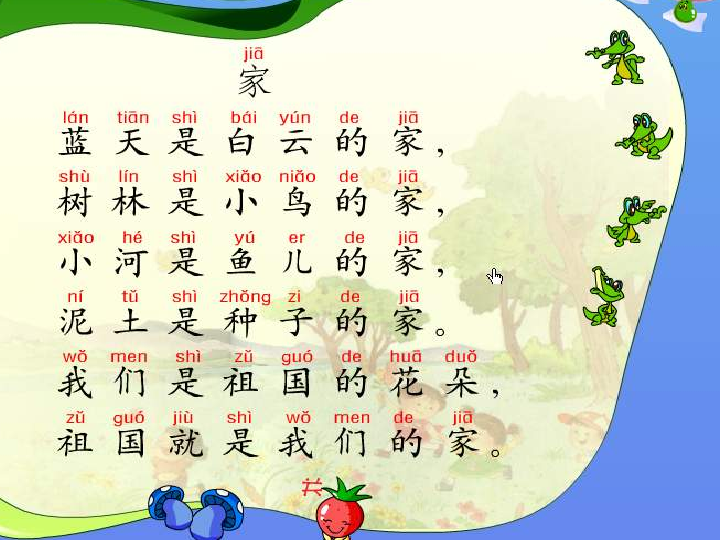 jiā
家
lán tiān shì bái yún de jiā
蓝天是白云的家，
shù lín shì xiǎo niǎo de jiā
树林是小鸟的家，
xiǎo hé shì yú er de jiā
小河是鱼儿的家，
ní tǔ shì zhǒng zi de jiā
泥土是种子的家。
wǒ men shì zǔ guó de huā duǒ
我们是祖国的花朵，
zǔ guó jiù shì wǒ men de jiā
祖国就是我们的家。